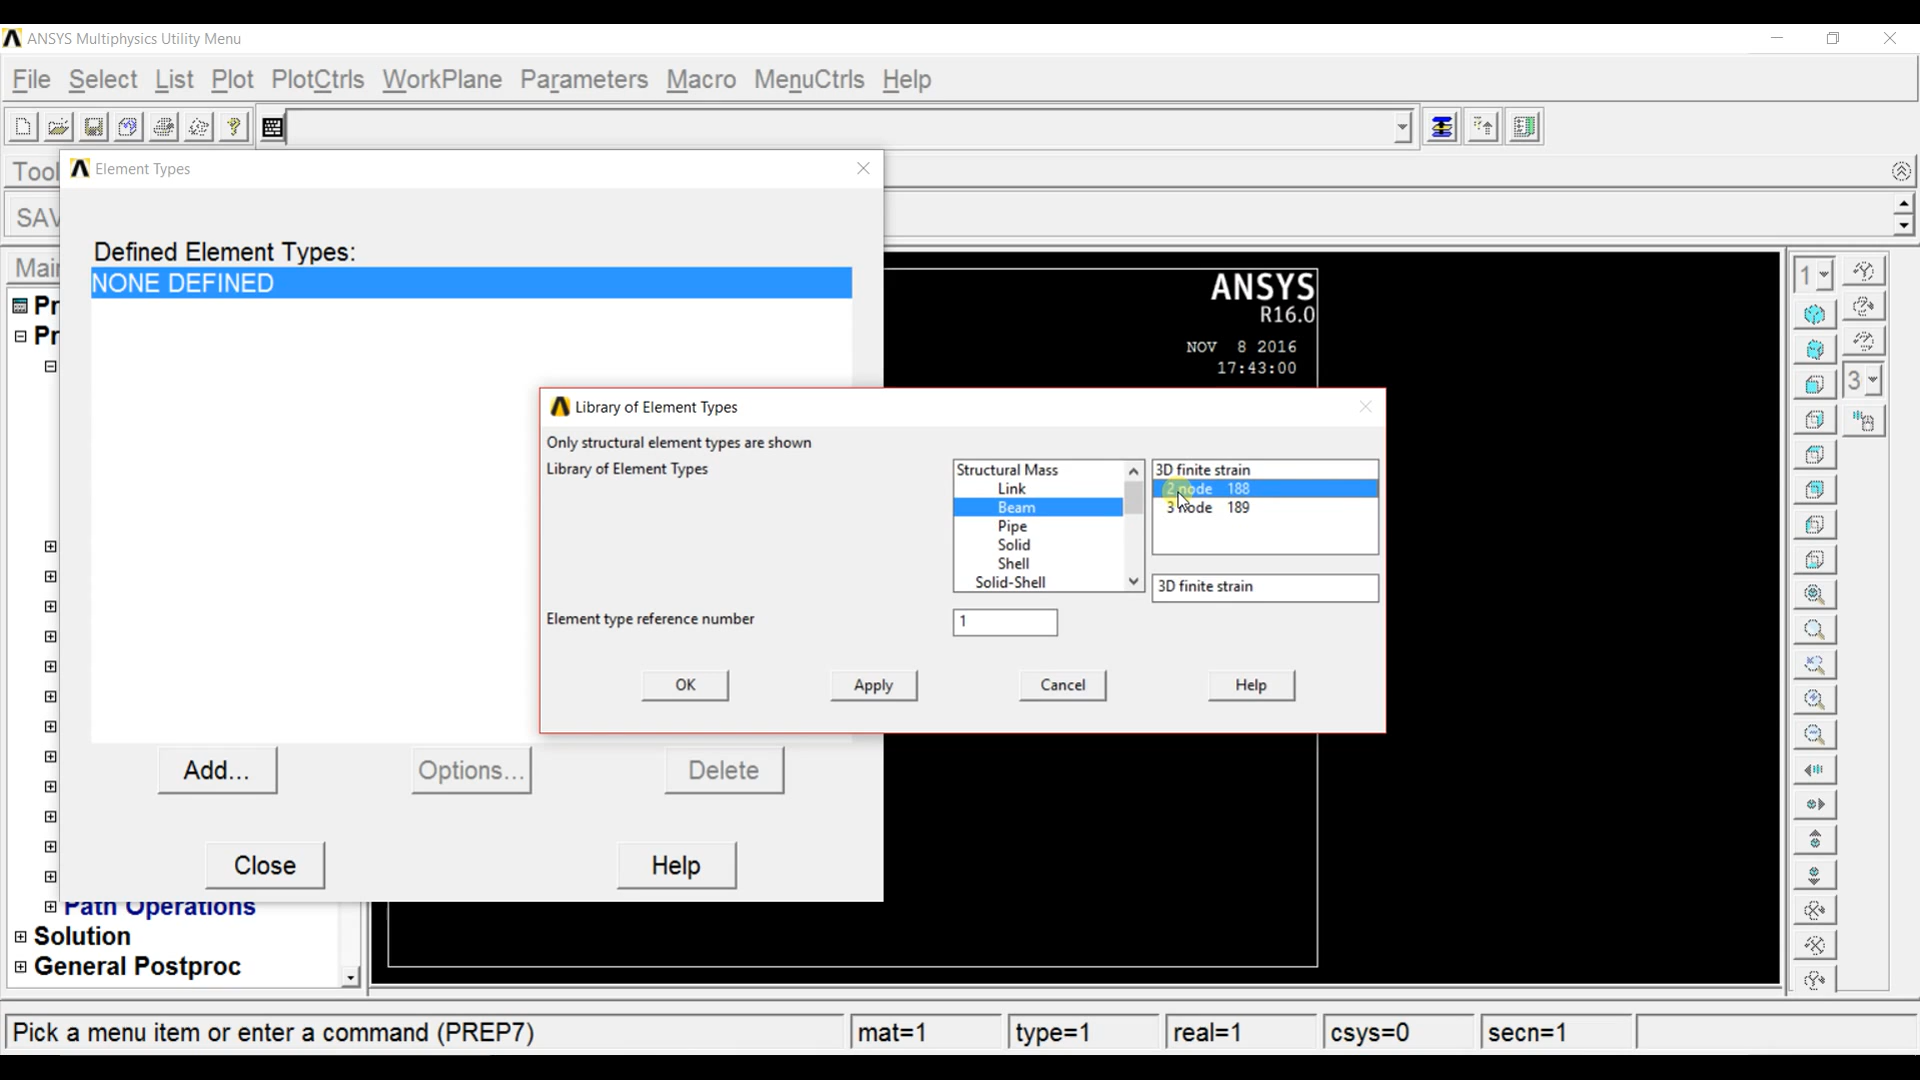 ANSYS Multiphysics Utility Menu
File Select List Plot PlotCtrls WorkPlane Parameters Macro MenuCtrls Help
Element Types
Defined Element Types:
NONE DEFINED
ANSYS
R16.0
NOV 8 2016
17:43:00
Library of Element Types
Only structural element types are shown
Library of Element Types
Structural Mass
Link
Beam
Pipe
Solid
Shell
Solid-Shell
3D finite strain
2 node 188
3 node 189
3D finite strain
Element type reference number
1
OK Apply Cancel Help
Add... Options... Delete
Close Help
1
3
Path Operations
Solution
General Postproc
Pick a menu item or enter a command (PREP7)
mat=1 type=1 real=1 csys=0 secn=1